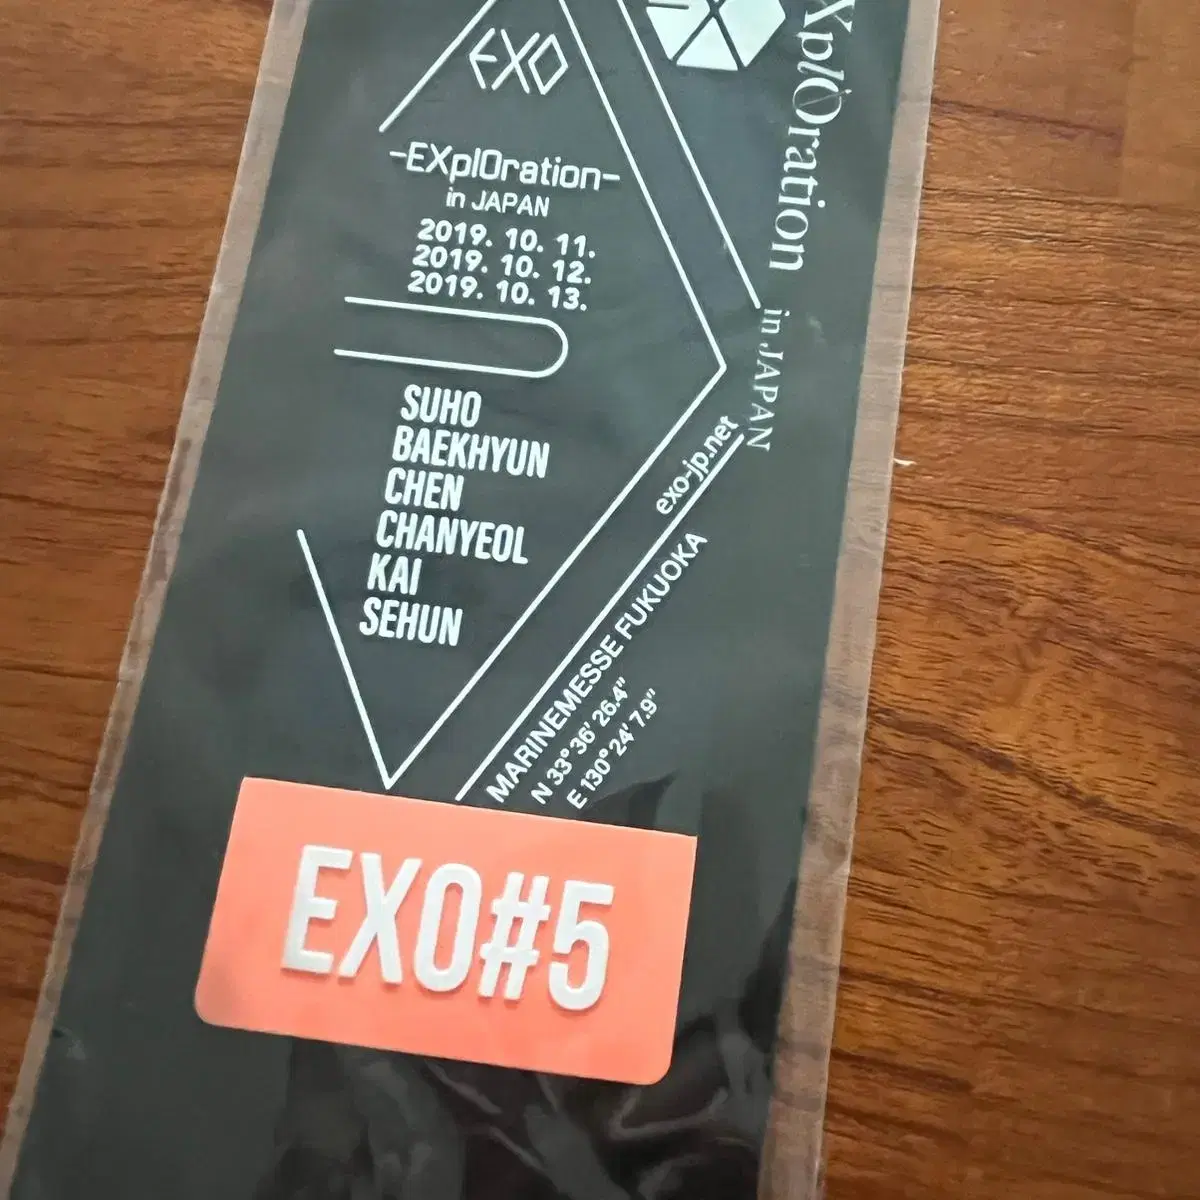 EXO
-EXplOration-
in JAPAN
2019. 10. 11.
2019. 10. 12.
2019. 10. 13.
SUHO
BAEKHYUN
CHEN
CHANYEOL
KAI
SEHUN
XplOration in JAPAN
exo-jp.net
MARINEMESSE FUKUOKA
N 33°36' 26.4"
E 130°24' 7.9"
EXO#5